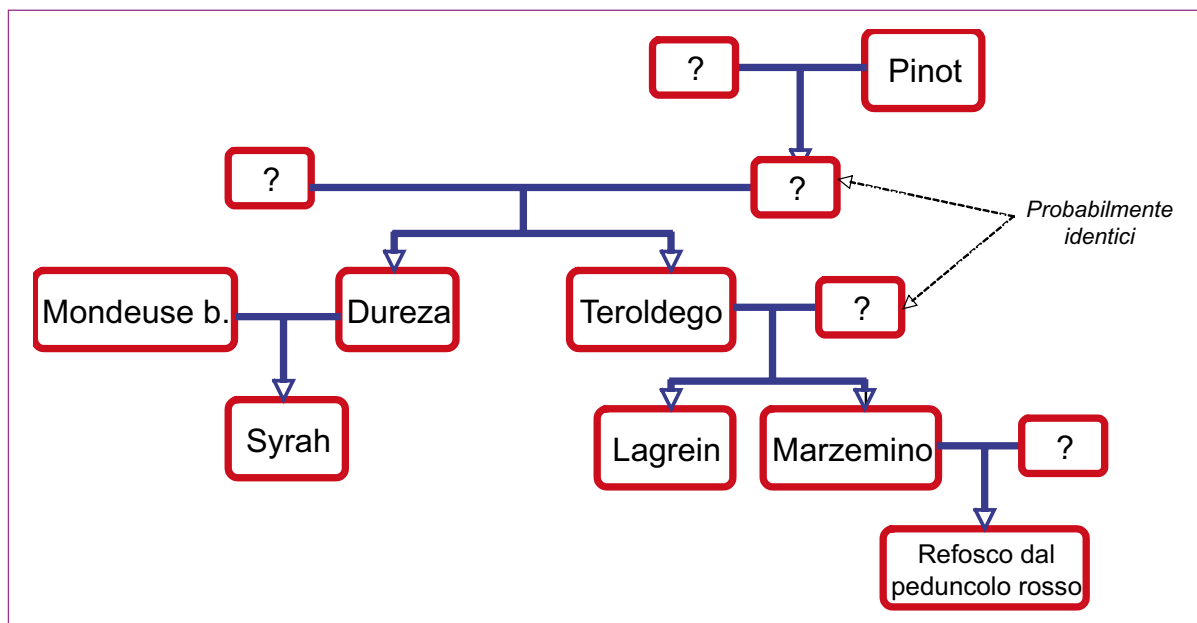 ?
Pinot
?
?
Probabilmente
identici
Mondeuse b.
Dureza
Teroldego
?
Syrah
Lagrein
Marzemino
?
Refosco dal
peduncolo rosso